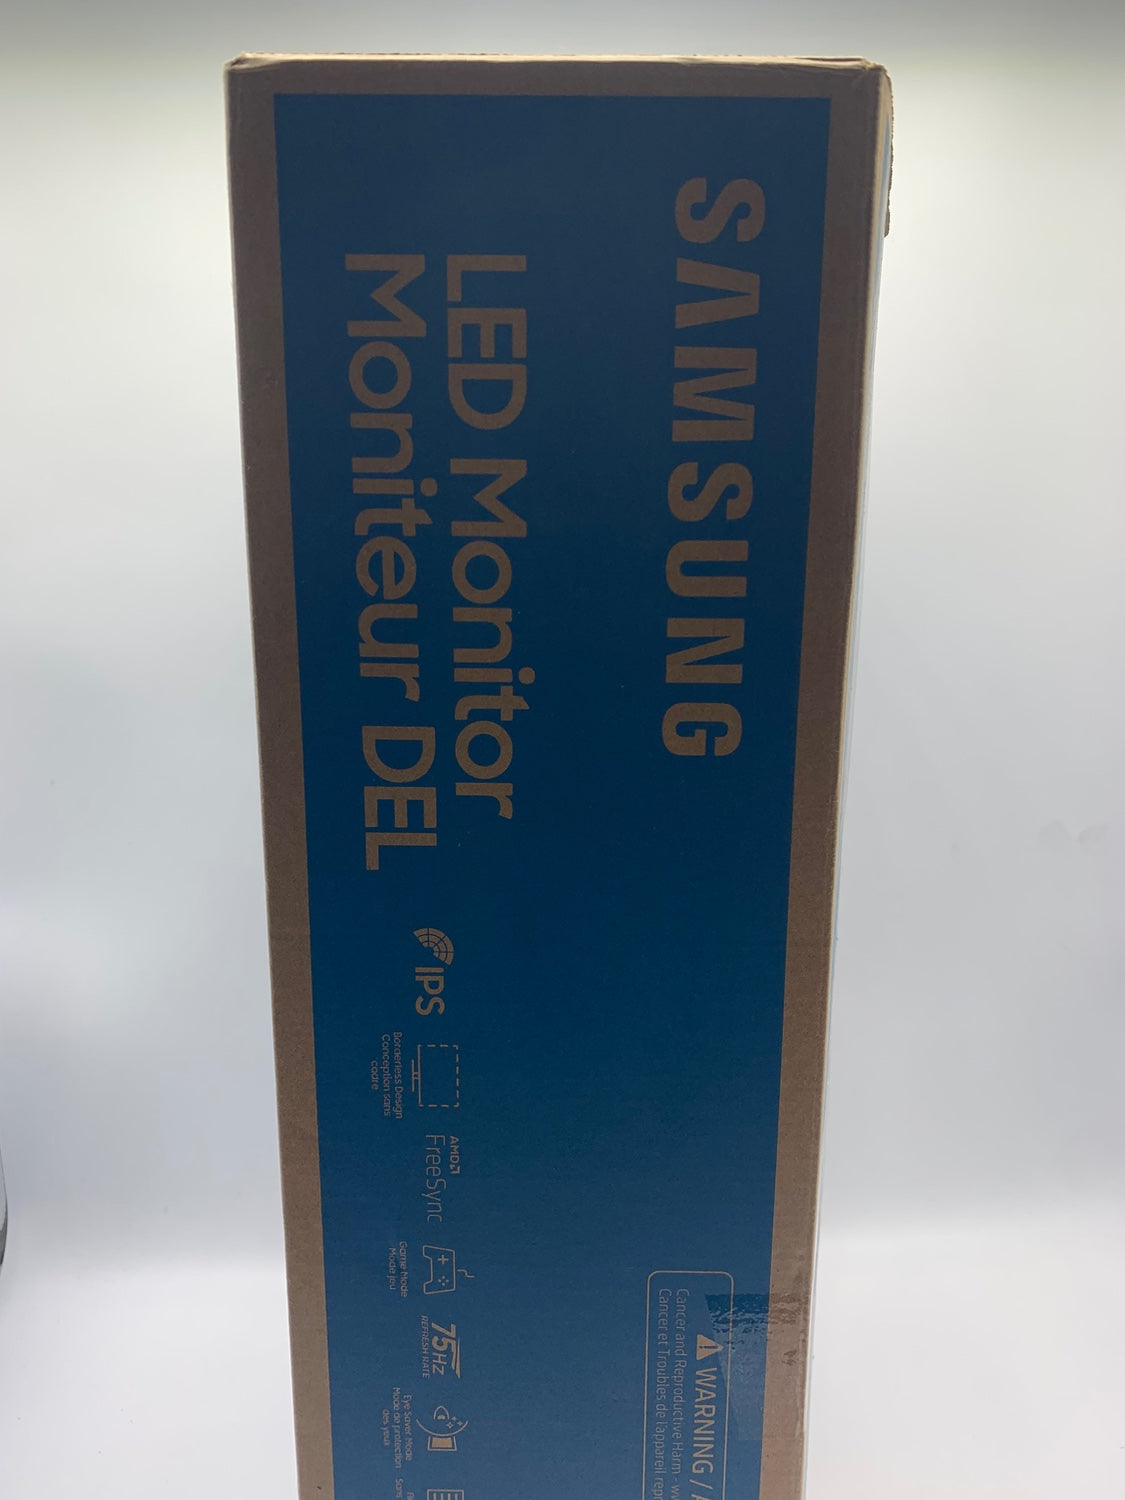 SAMSUNG
LED Monitor
Moniteur DEL
IPS
Borderless Design
Conception sans
cadre
AMD
FreeSync
Game Mode
Mode jeu
75Hz
REFRESH RATE
Eye Saver Mode
Mode de protection
des yeux
Sans
WARNING /
Cancer and Reproductive Harm -
Cancer et Troubles de l'appareil